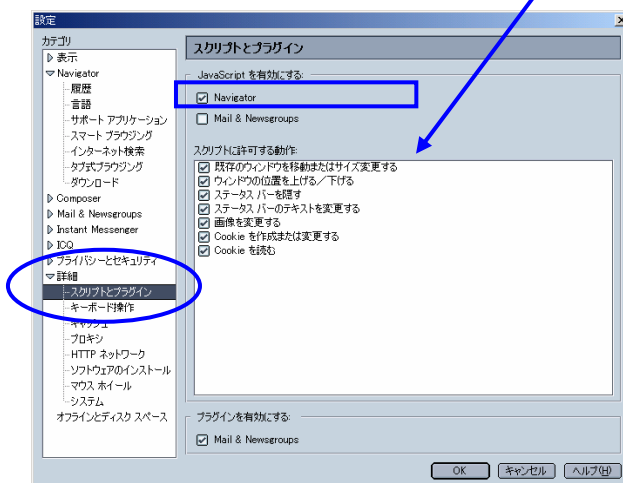 設定
カテゴリ
表示
Navigator
履歴
言語
サポート アプリケーション
スマート ブラウジング
インターネット検索
タブ式ブラウジング
ダウンロード
Composer
Mail & Newsgroups
Instant Messenger
ICQ
プライバシーとセキュリティ
詳細
スクリプトとプラグイン
キーボード操作
キャッシュ
プロキシ
HTTP ネットワーク
ソフトウェアのインストール
マウス ホイール
システム
オフラインとディスク スペース
スクリプトとプラグイン
JavaScript を有効にする:
Navigator
Mail & Newsgroups
スクリプトに許可する動作:
既存のウィンドウを移動またはサイズ変更する
ウィンドウの位置を上げる／下げる
ステータス バーを隠す
ステータス バーのテキストを変更する
画像を変更する
Cookie を作成または変更する
Cookie を読む
プラグインを有効にする:
Mail & Newsgroups
OK
キャンセル
ヘルプ(H)